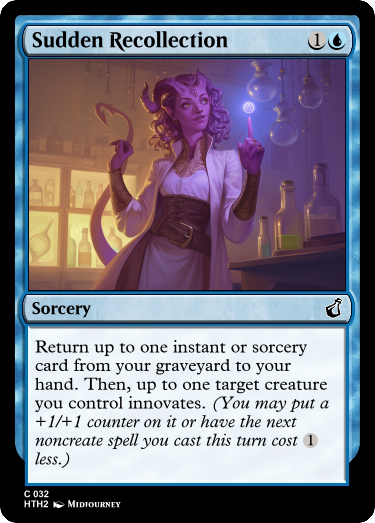 Sudden Recollection 1
Sorcery
Return up to one instant or sorcery
card from your graveyard to your
hand. Then, up to one target creature
you control innovates. (You may put a
+1/+1 counter on it or have the next
noncreate spell you cast this turn cost 1
less.)
C 032
HTH2 Midjourney